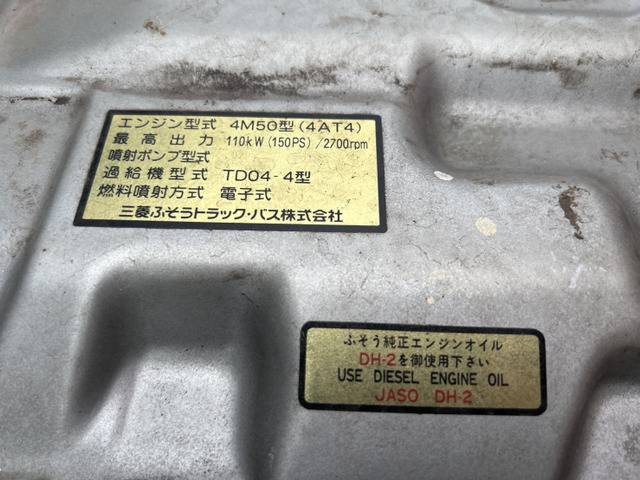 エンジン型式 4M50型(4AT4)
最高出力 110kW(150PS)/2700rpm
噴射ポンプ型式
過給機型式 TD04-4型
燃料噴射方式 電子式
三菱ふそうトラック・バス株式会社
ふそう純正エンジンオイル
DH-2を御使用下さい
USE DIESEL ENGINE OIL
JASO DH-2